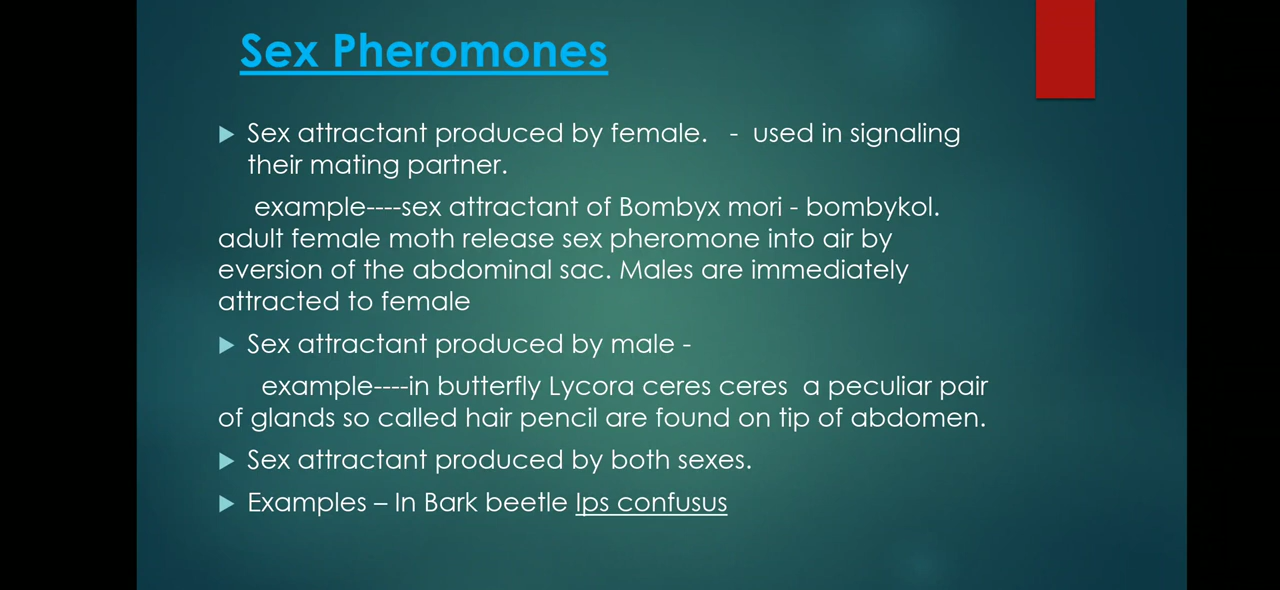 Sex Pheromones
Sex attractant produced by female. - used in signaling
their mating partner.
example----sex attractant of Bombyx mori - bombykol.
adult female moth release sex pheromone into air by
eversion of the abdominal sac. Males are immediately
attracted to female
Sex attractant produced by male -
example----in butterfly Lycora ceres ceres a peculiar pair
of glands so called hair pencil are found on tip of abdomen.
Sex attractant produced by both sexes.
Examples – In Bark beetle Ips confusus